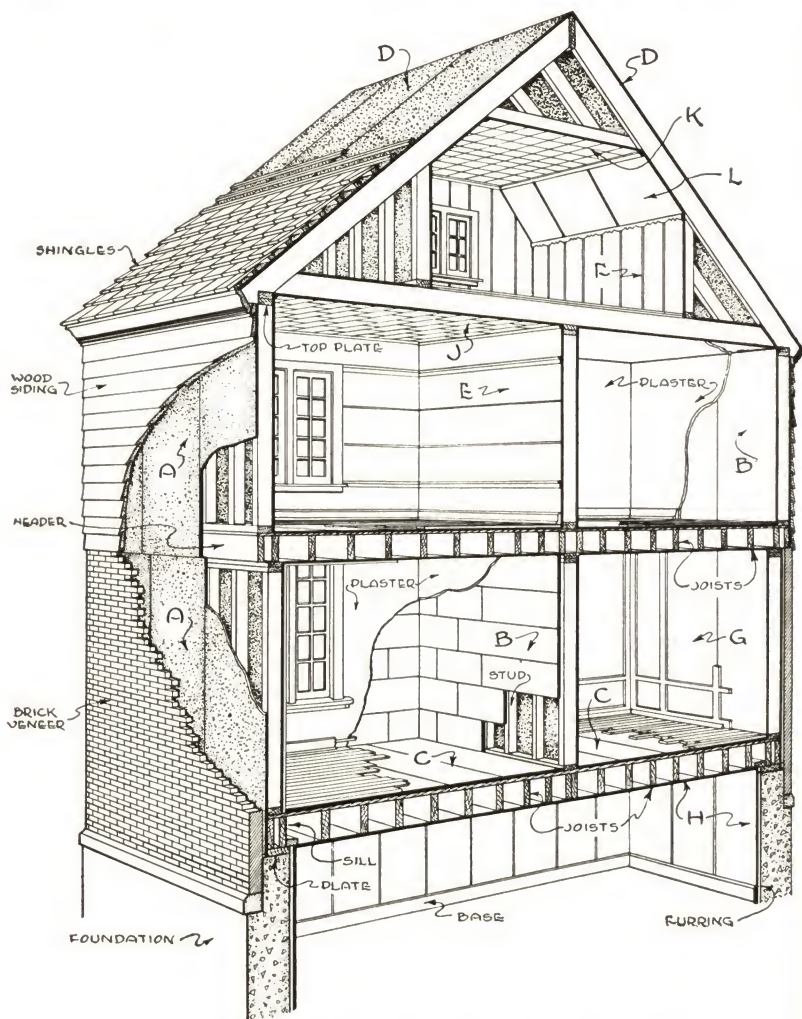 D
D
K
L
SHINGLES
F
TOP PLATE
J
WOOD
SIDING
E
PLASTER
A
B
HEADER
PLASTER
JOISTS
A
B
G
STUD
BRICK
VENEER
C
C
JOISTS
H
SILL
PLATE
BASE
FURRING
FOUNDATION